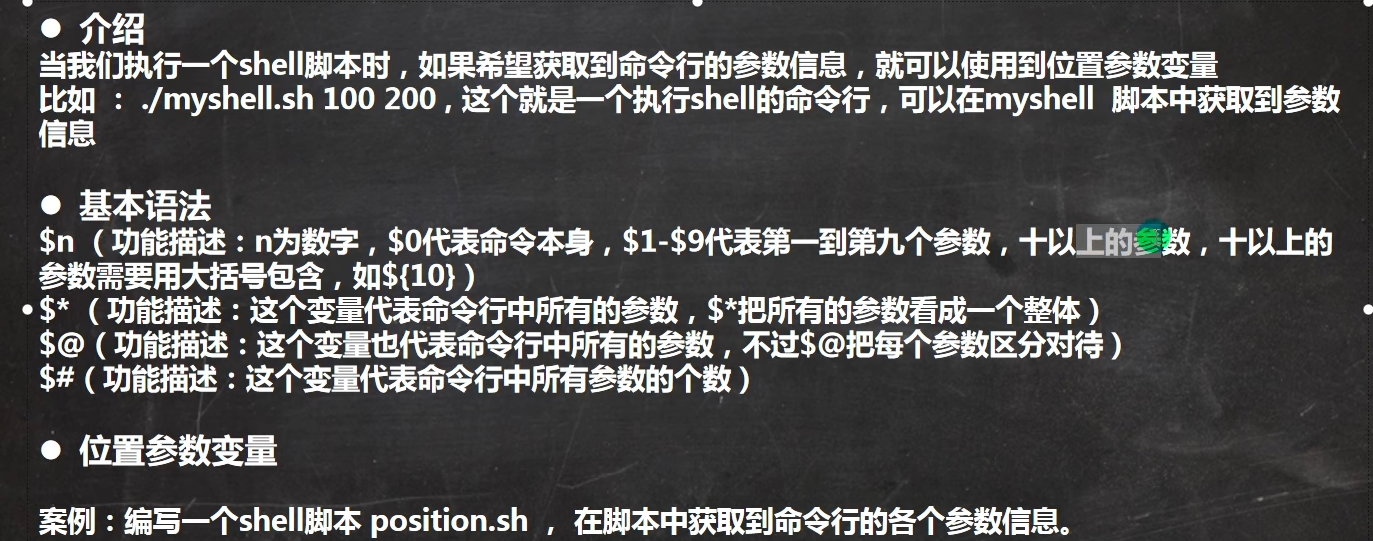 ● 介绍
当我们执行一个shell脚本时，如果希望获取到命令行的参数信息，就可以使用到位置参数变量
比如 ： ./myshell.sh 100 200 , 这个就是一个执行shell的命令行，可以在myshell 脚本中获取到参数
信息
● 基本语法
$n （功能描述：n为数字，$0代表命令本身，$1-$9代表第一到第九个参数，十以上的参数，十以上的
参数需要用大括号包含，如${10}）
$* （功能描述：这个变量代表命令行中所有的参数，$*把所有的参数看成一个整体）
$@（功能描述：这个变量也代表命令行中所有的参数，不过$@把每个参数区分对待）
$#（功能描述：这个变量代表命令行中所有参数的个数）
● 位置参数变量
案例：编写一个shell脚本 position.sh ， 在脚本中获取到命令行的各个参数信息。